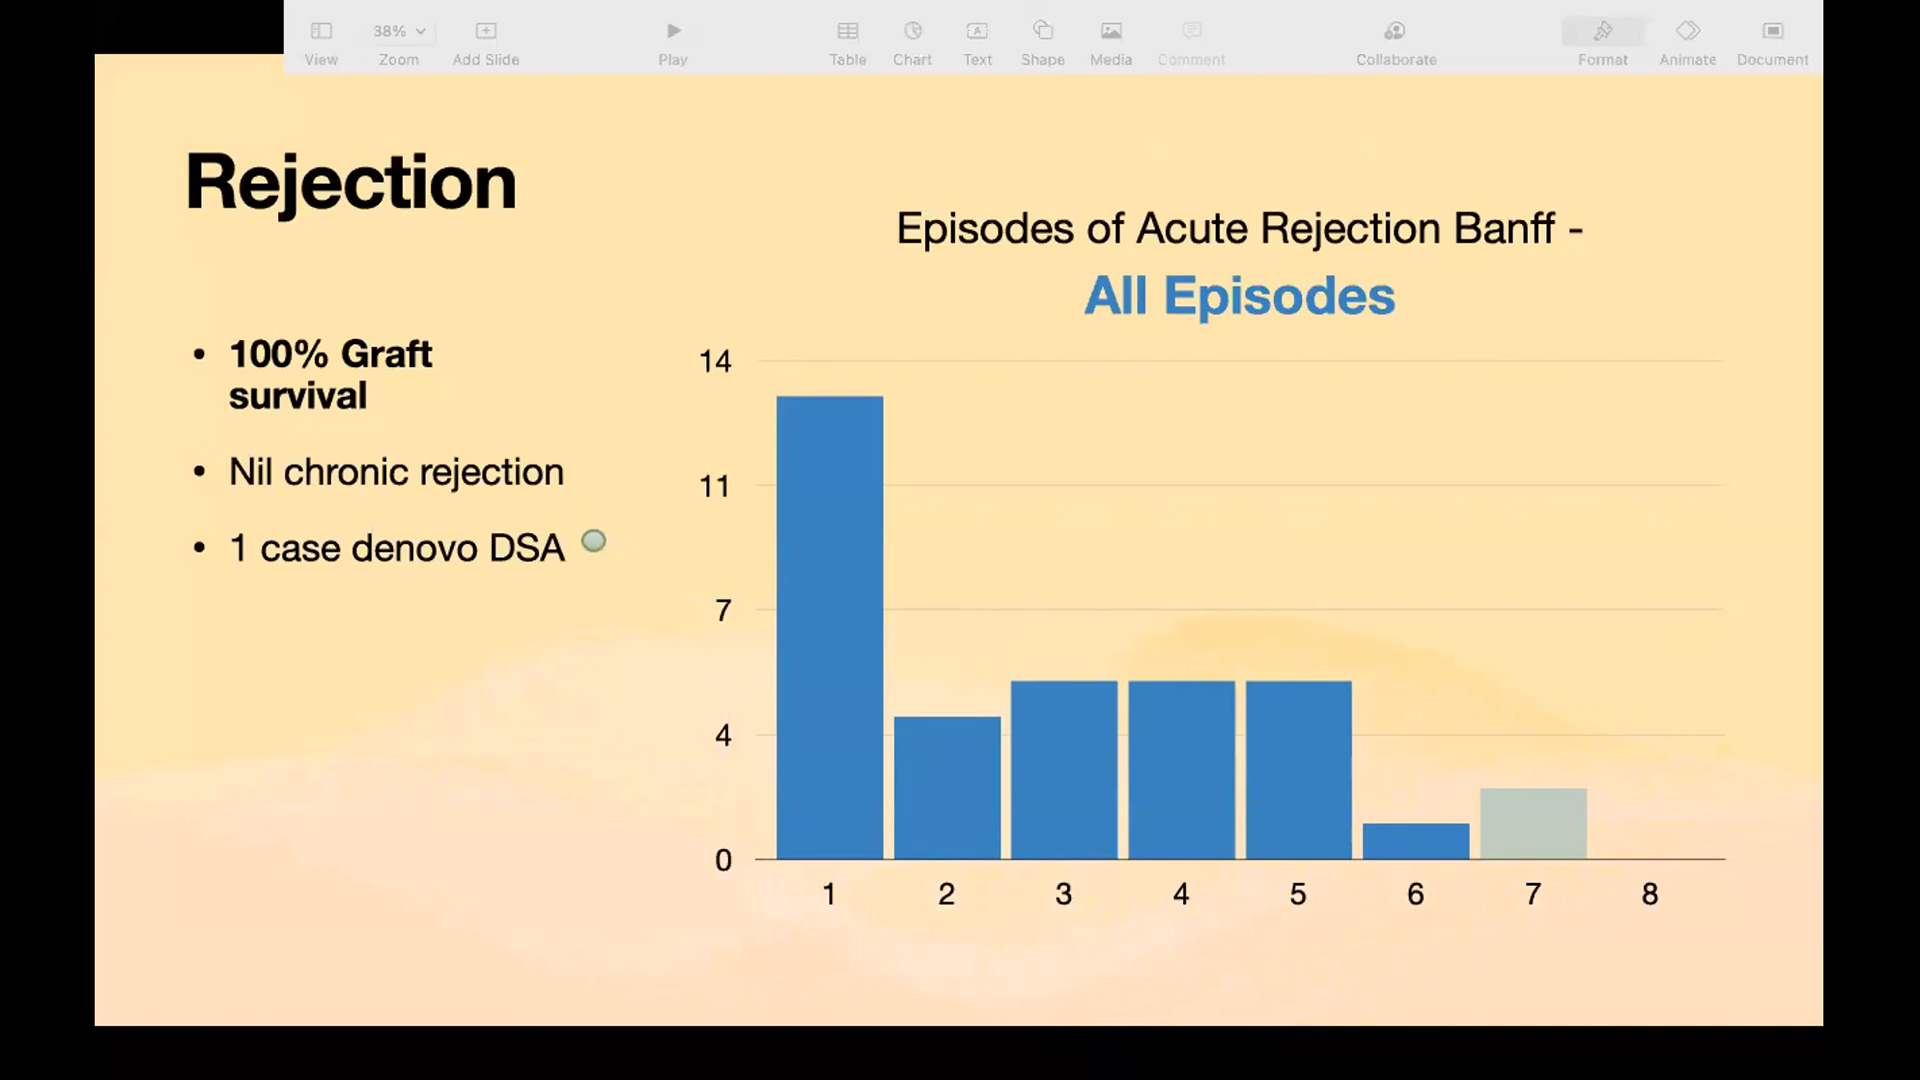 38%
View
Zoom
Add Slide
Play
Table
Chart
Text
Shape
Media
Comment
Collaborate
Format
Animate
Document
Rejection
• 100% Graft
survival
• Nil chronic rejection
• 1 case denovo DSA
Episodes of Acute Rejection Banff -
All Episodes
14
11
7
4
0
1 2 3 4 5 6 7 8